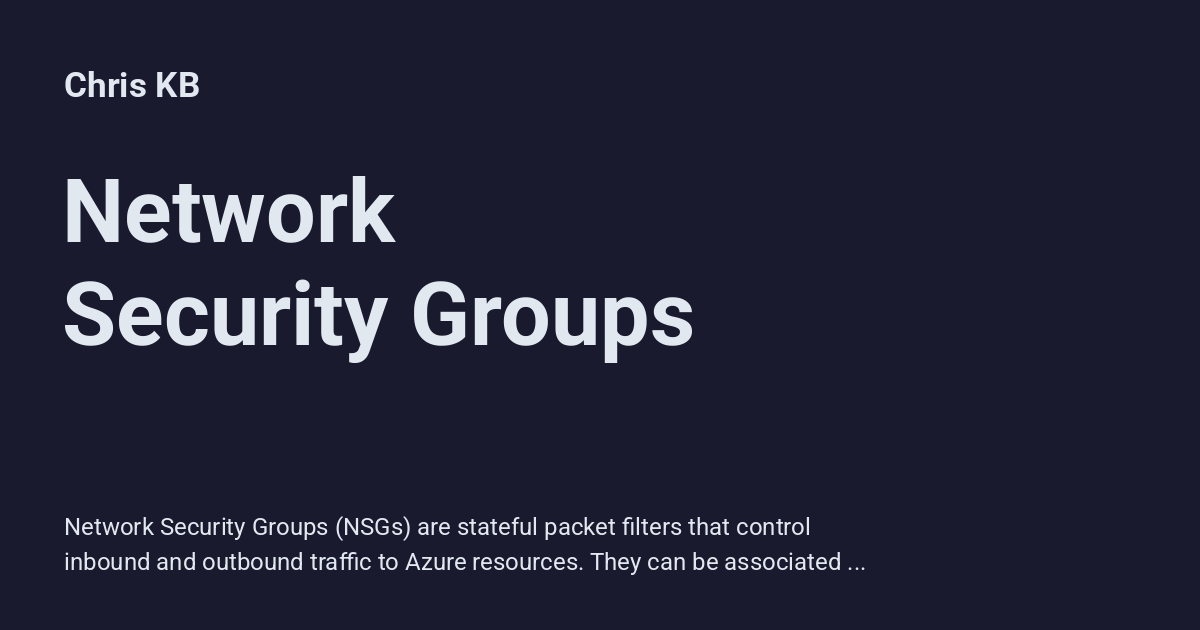 Chris KB
Network
Security Groups
Network Security Groups (NSGs) are stateful packet filters that control
inbound and outbound traffic to Azure resources. They can be associated ...